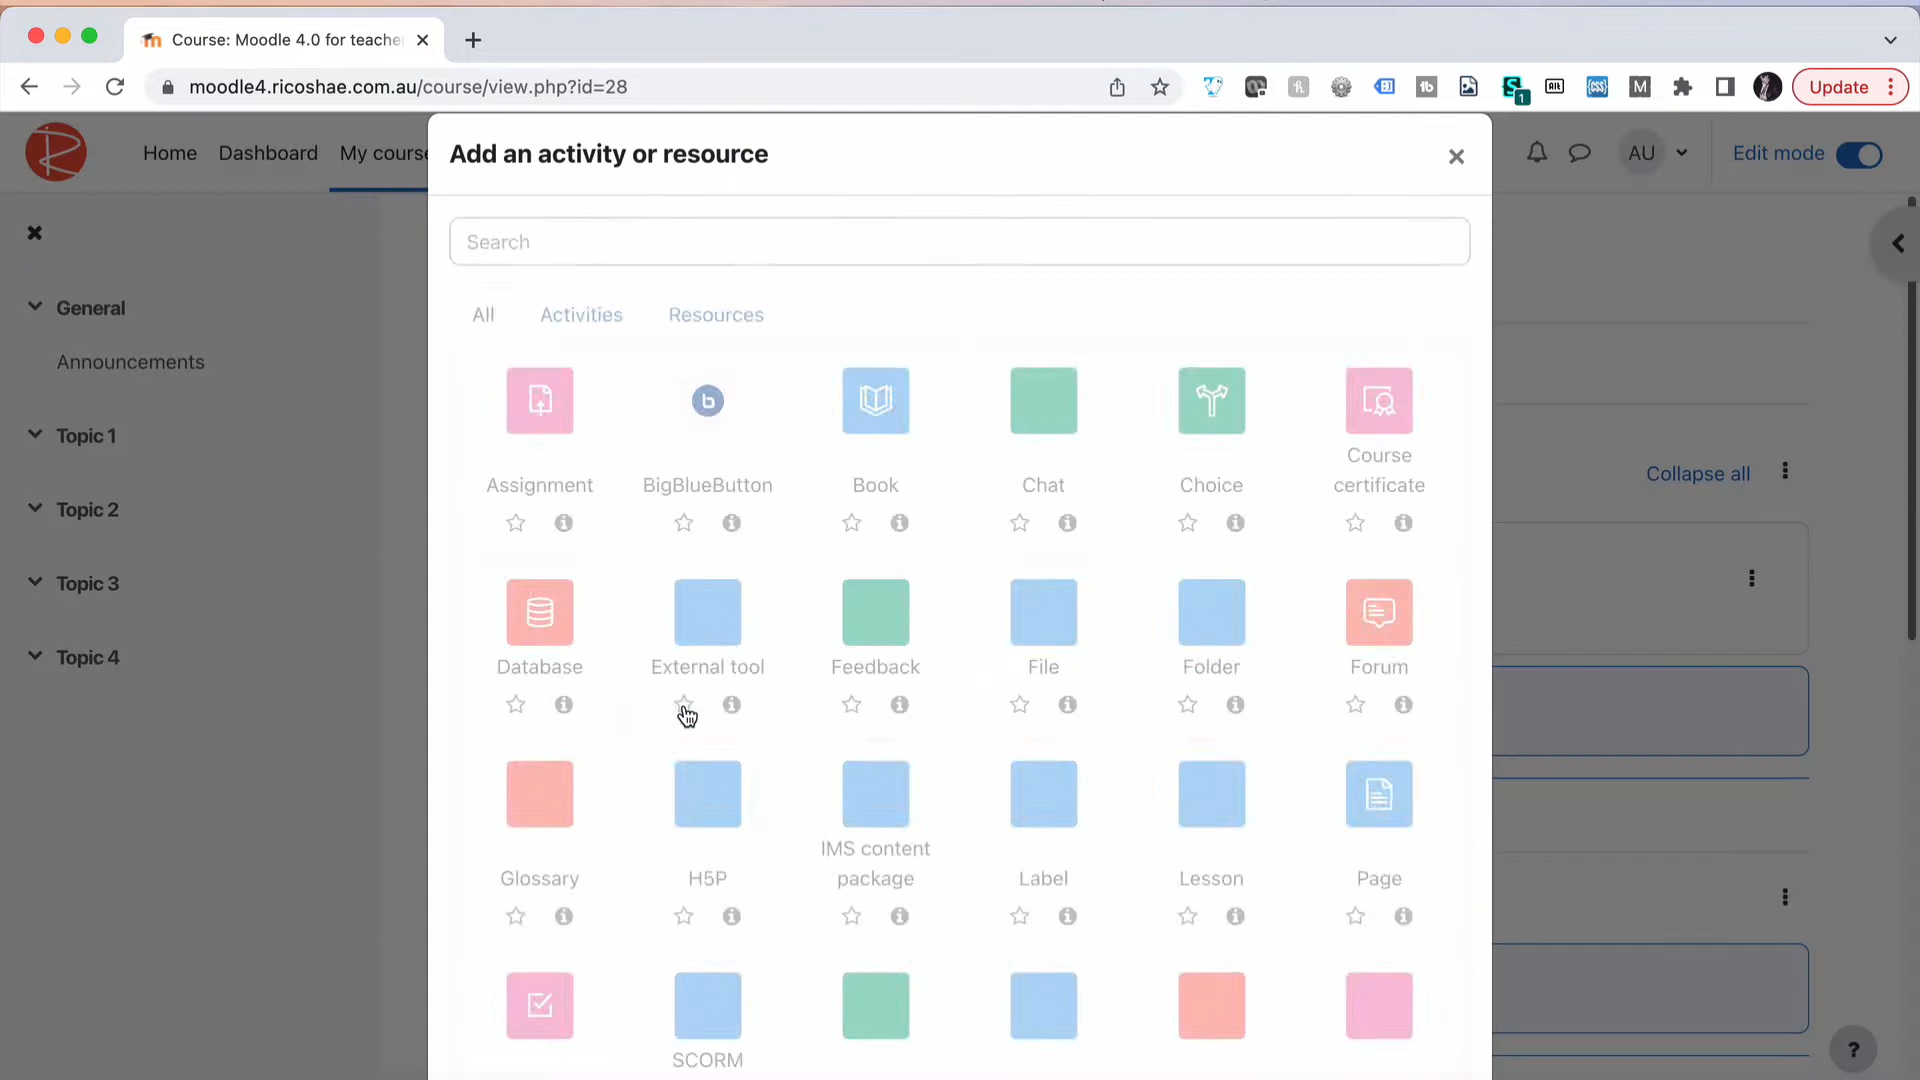 Course: Moodle 4.0 for teache
moodle4.ricoshae.com.au/course/view.php?id=28
1
Update
Home
Dashboard
My course
AU
Edit mode
Add an activity or resource
Search
All
Activities
Resources
General
Announcements
Topic 1
Topic 2
Topic 3
Topic 4
Collapse all
Assignment
BigBlueButton
Book
Chat
Choice
Course
certificate
Database
External tool
Feedback
File
Folder
Forum
Glossary
H5P
IMS content
package
Label
Lesson
Page
SCORM
?